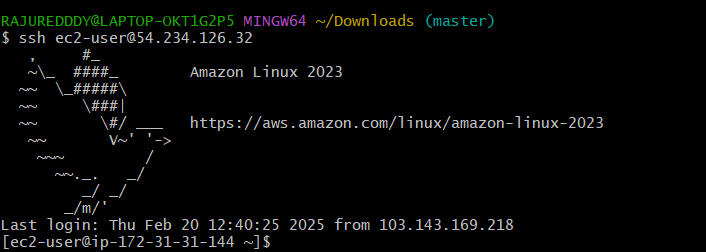 RAJUREDDDY@LAPTOP-OKT1G2P5 MINGW64 ~/Downloads (master)
$ ssh ec2-user@54.234.126.32
   ,     #_
   ~\_  ####_        Amazon Linux 2023
  ~~  \_#####\
  ~~     \###|
  ~~       \#/ ___   https://aws.amazon.com/linux/amazon-linux-2023
   ~~       V~' '->
    ~~~         /
      ~~._.   _/
         _/ _/
       _/m/'
Last login: Thu Feb 20 12:40:25 2025 from 103.143.169.218
[ec2-user@ip-172-31-31-144 ~]$